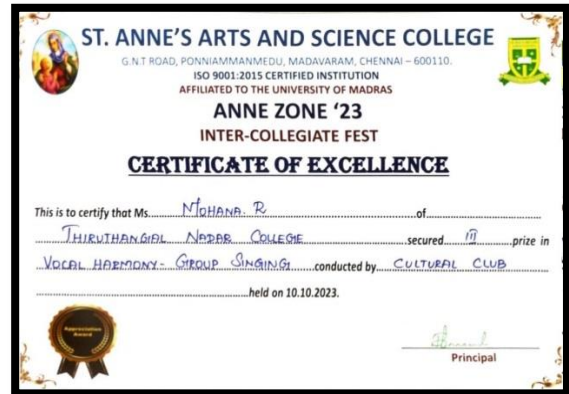 ST. ANNE'S ARTS AND SCIENCE COLLEGE
G.N.T ROAD, PONNIAMMANMEDU, MADAVARAM, CHENNAI – 600110.
ISO 9001:2015 CERTIFIED INSTITUTION
AFFILIATED TO THE UNIVERSITY OF MADRAS
ANNE ZONE '23
INTER-COLLEGIATE FEST
CERTIFICATE OF EXCELLENCE
This is to certify that Ms. MOHANA. R of
THIRUTHANGIAL NADAR COLLEGE secured III prize in
VOCAL HARMONY - GROUP SINGING conducted by CULTURAL CLUB
held on 10.10.2023.
Appreciation
Award
Principal